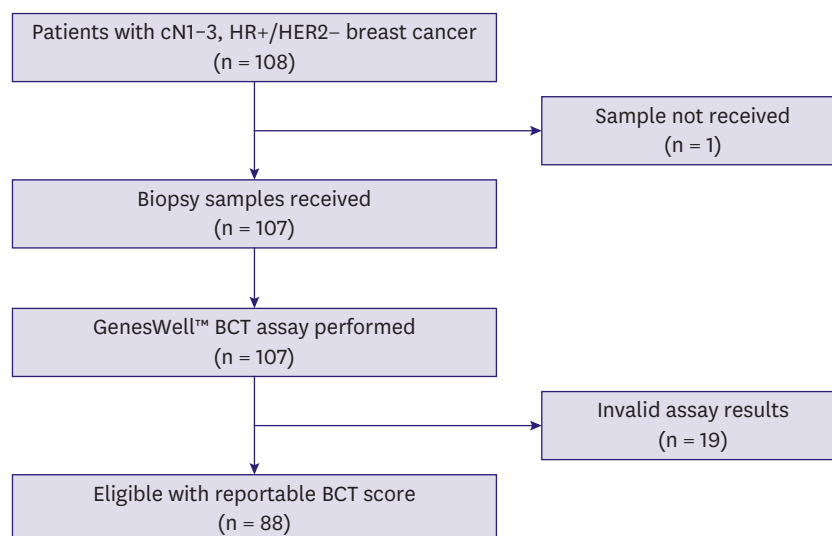 Patients with cN1–3, HR+/HER2– breast cancer
(n = 108)
Sample not received
(n = 1)
Biopsy samples received
(n = 107)
GenesWell™ BCT assay performed
(n = 107)
Invalid assay results
(n = 19)
Eligible with reportable BCT score
(n = 88)